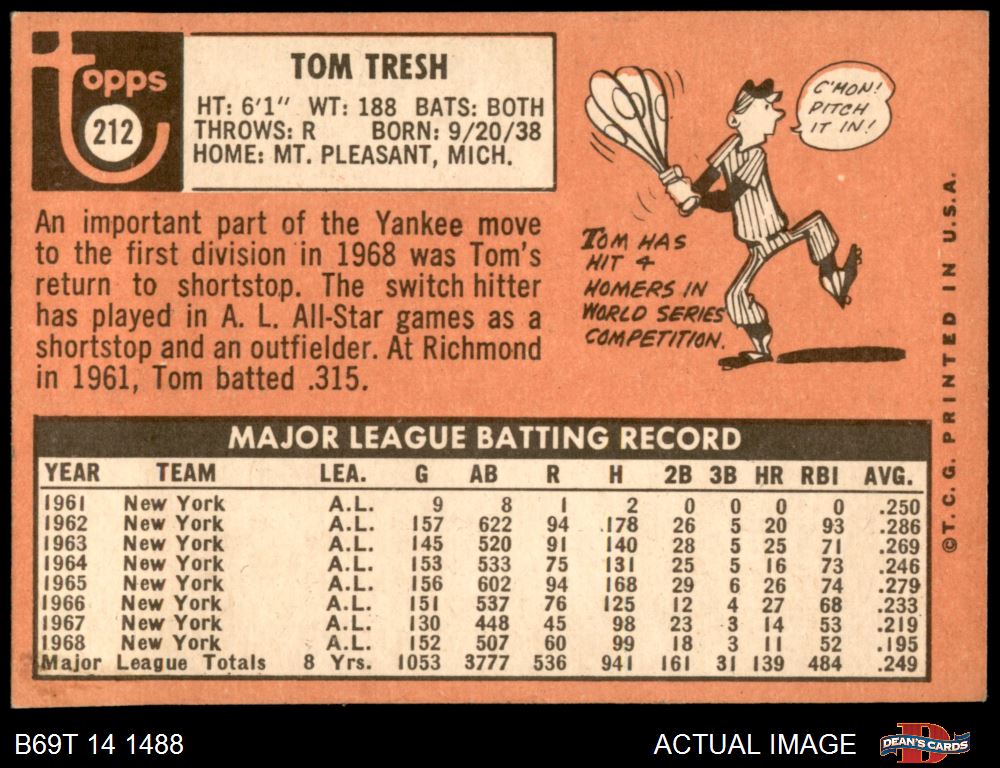 topps
212
TOM TRESH
HT: 6'1" WT: 188 BATS: BOTH
THROWS: R BORN: 9/20/38
HOME: MT. PLEASANT, MICH.
An important part of the Yankee move
to the first division in 1968 was Tom's
return to shortstop. The switch hitter
has played in A. L. All-Star games as a
shortstop and an outfielder. At Richmond
in 1961, Tom batted .315.
C'MON!
PITCH
IT IN!
TOM HAS
HIT 4
HOMERS IN
WORLD SERIES
COMPETITION.
©T. C. G. PRINTED IN U.S.A.
MAJOR LEAGUE BATTING RECORD
YEAR TEAM LEA. G AB R H 2B 3B HR RBI AVG.
1961 New York A.L. 9 8 1 2 0 0 0 0 .250
1962 New York A.L. 157 622 94 .178 26 5 20 93 .286
1963 New York A.L. 145 520 91 140 28 5 25 71 .269
1964 New York A.L. 153 533 75 131 25 5 16 73 .246
1965 New York A.L. 156 602 94 168 29 6 26 74 .279
1966 New York A.L. 151 537 76 125 12 4 27 68 .233
1967 New York A.L. 130 448 45 98 23 3 14 53 .219
1968 New York A.L. 152 507 60 99 18 3 11 52 .195
Major League Totals 8 Yrs. 1053 3777 536 941 161 31 139 484 .249
B69T 14 1488
ACTUAL IMAGE
DEAN'S CARDS